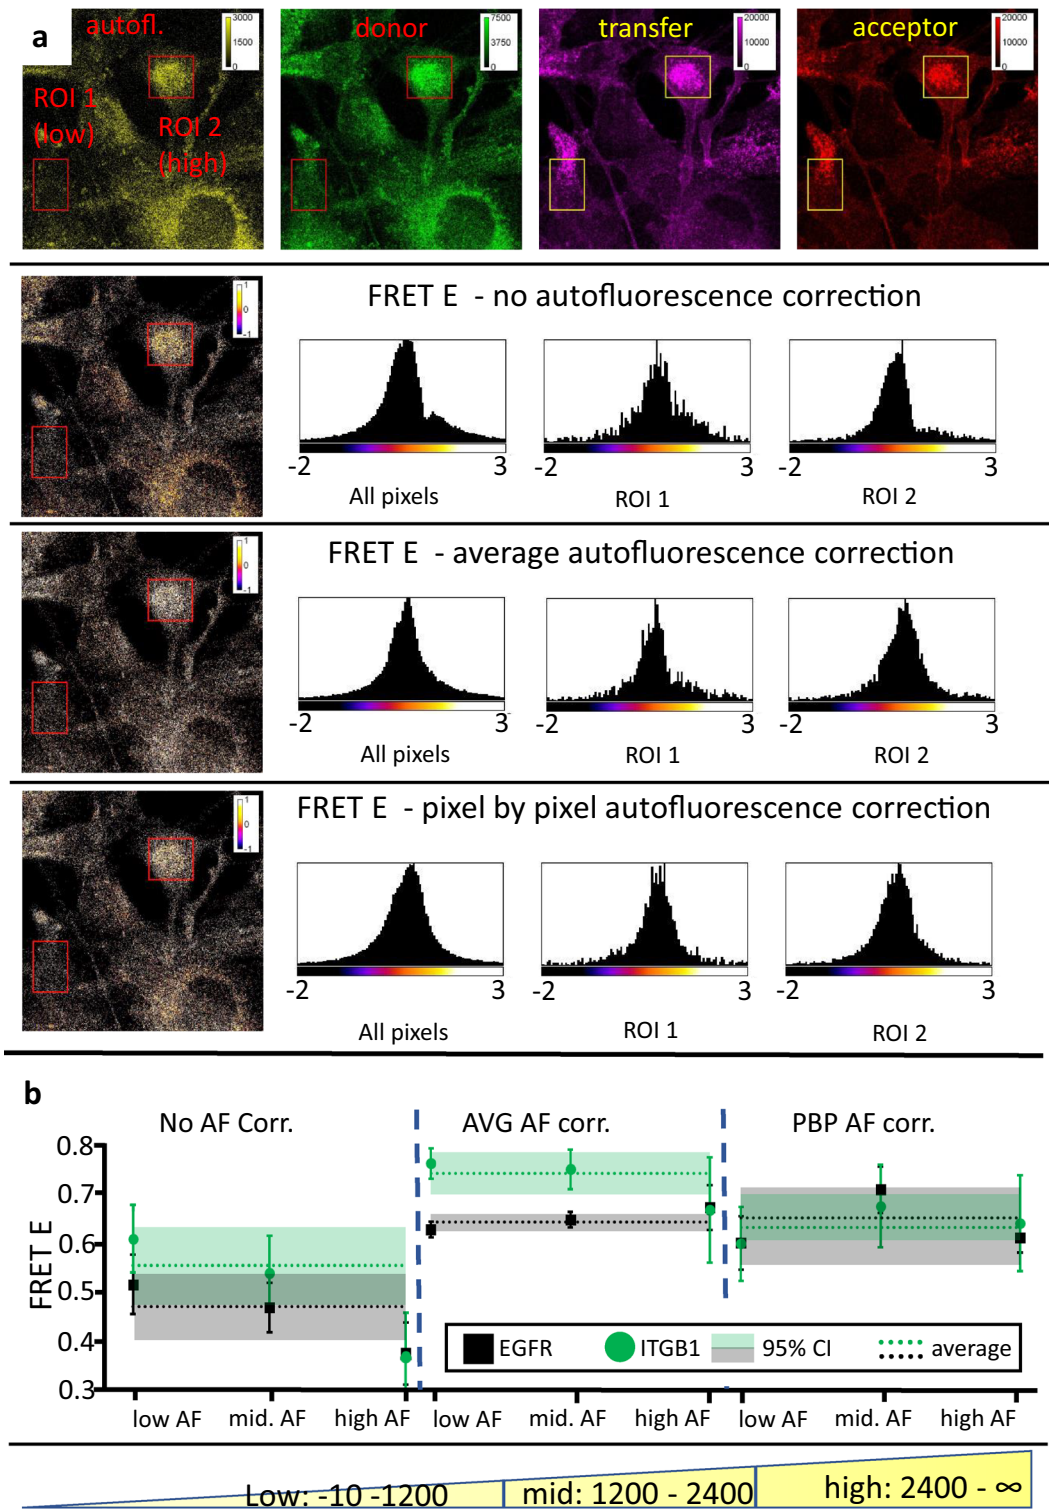 a
autofl.
donor
transfer
acceptor
3000
1500
0
7500
3750
0
20000
10000
0
20000
10000
0
ROI 1
(low)
ROI 2
(high)
FRET E - no autofluorescence correction
1
0
-1
-2
3
-2
3
-2
3
All pixels
ROI 1
ROI 2
FRET E - average autofluorescence correction
1
0
-1
-2
3
-2
3
-2
3
All pixels
ROI 1
ROI 2
FRET E - pixel by pixel autofluorescence correction
1
0
-1
-2
3
-2
3
-2
3
All pixels
ROI 1
ROI 2
b
No AF Corr.
AVG AF corr.
PBP AF corr.
FRET E
0.8
0.7
0.6
0.5
0.4
0.3
EGFR
ITGB1
95% CI
average
low AF
mid. AF
high AF
low AF
mid. AF
high AF
low AF
mid. AF
high AF
Low: -10 -1200
mid: 1200 - 2400
high: 2400 - ∞